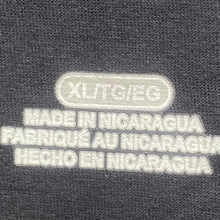 XL/TG/EG
MADE IN NICARAGUA
FABRIQUÉ AU NICARAGUA
HECHO EN NICARAGUA